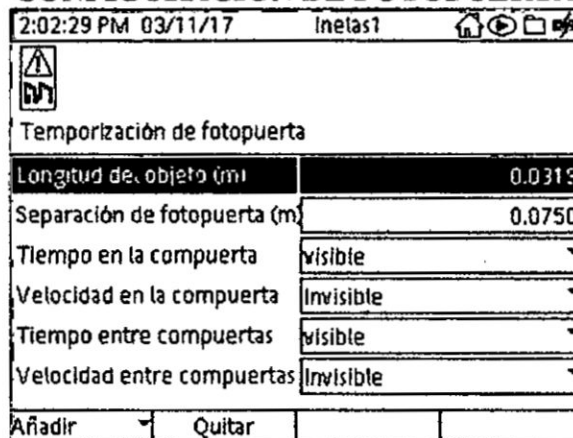 2:02:29 PM 03/11/17 Inelas1
Temporización de fotopuerta
Longitud del objeto (m) 0.0319
Separación de fotopuerta (m) 0.0750
Tiempo en la compuerta visible
Velocidad en la compuerta Invisible
Tiempo entre compuertas visible
Velocidad entre compuertas Invisible
Añadir Quitar